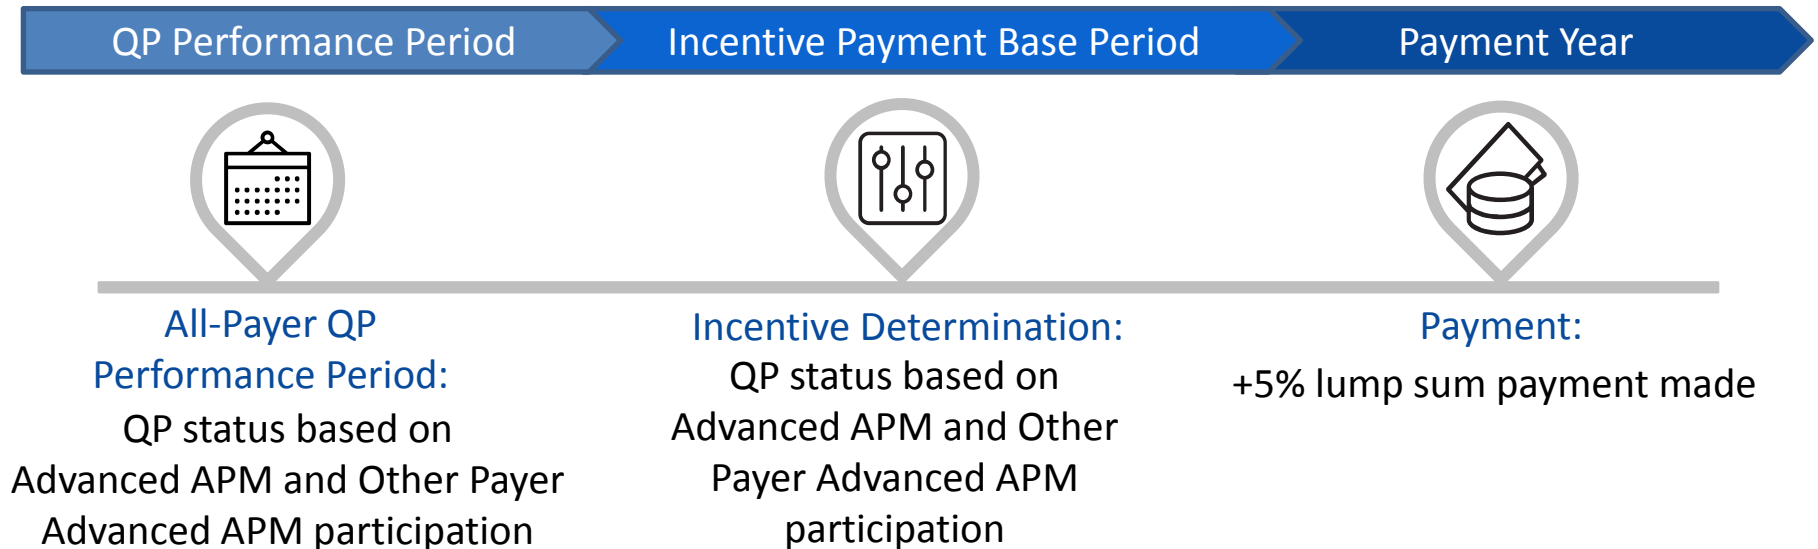 QP Performance Period
Incentive Payment Base Period
Payment Year
All-Payer QP
Performance Period:
QP status based on
Advanced APM and Other Payer
Advanced APM participation
Incentive Determination:
QP status based on
Advanced APM and Other
Payer Advanced APM
participation
Payment:
+5% lump sum payment made